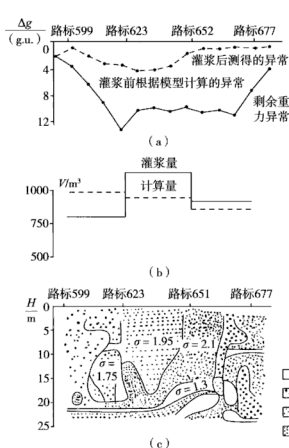 Δg
(g.u.)
路标599 路标623 路标652 路标677
0
4
8
12
灌浆后测得的异常
灌浆前根据模型计算的异常
剩余重
力异常
(a)
V/m³
灌浆量
计算量
1000
750
500
(b)
H
m
路标599 路标623 路标651 路标677
0
5
10
15
20
25
σ=1.95
σ=2.1
σ=
1.75
(c)